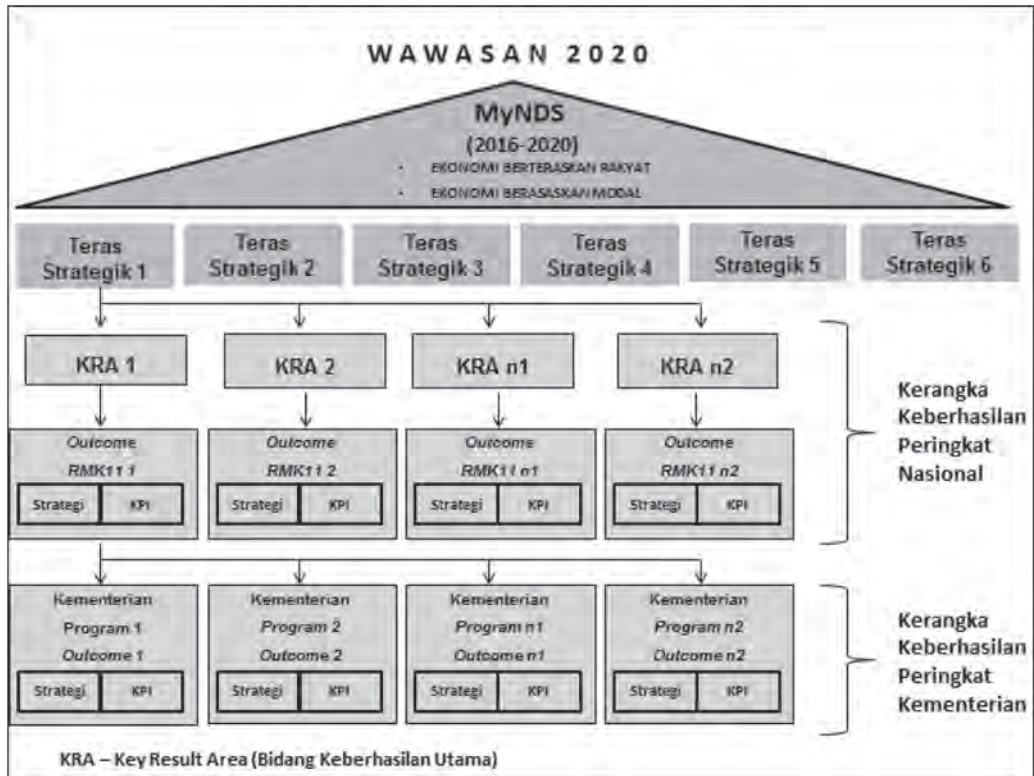 WAWASAN 2020
MyNDS
(2016-2020)
• EKONOMI BERTERASKAN RAKYAT
• EKONOMI BERASASKAN MODAL
Teras
Strategik 1
Teras
Strategik 2
Teras
Strategik 3
Teras
Strategik 4
Teras
Strategik 5
Teras
Strategik 6
KRA 1
KRA 2
KRA n1
KRA n2
Outcome
RMK11 1
Strategi
KPI
Outcome
RMK11 2
Strategi
KPI
Outcome
RMK11 n1
Strategi
KPI
Outcome
RMK11 n2
Strategi
KPI
Kerangka
Keberhasilan
Peringkat
Nasional
Kementerian
Program 1
Outcome 1
Strategi
KPI
Kementerian
Program 2
Outcome 2
Strategi
KPI
Kementerian
Program n1
Outcome n1
Strategi
KPI
Kementerian
Program n2
Outcome n2
Strategi
KPI
Kerangka
Keberhasilan
Peringkat
Kementerian
KRA – Key Result Area (Bidang Keberhasilan Utama)